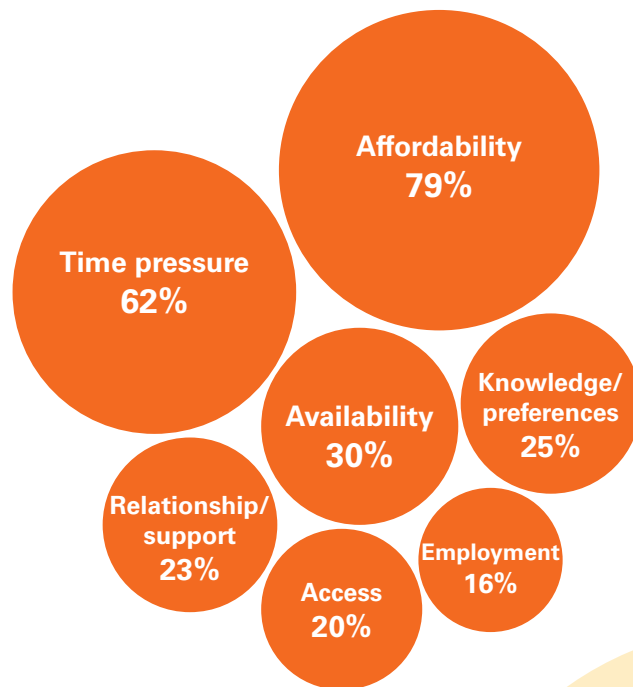 Affordability
79%
Time pressure
62%
Availability
30%
Knowledge/
preferences
25%
Relationship/
support
23%
Employment
16%
Access
20%